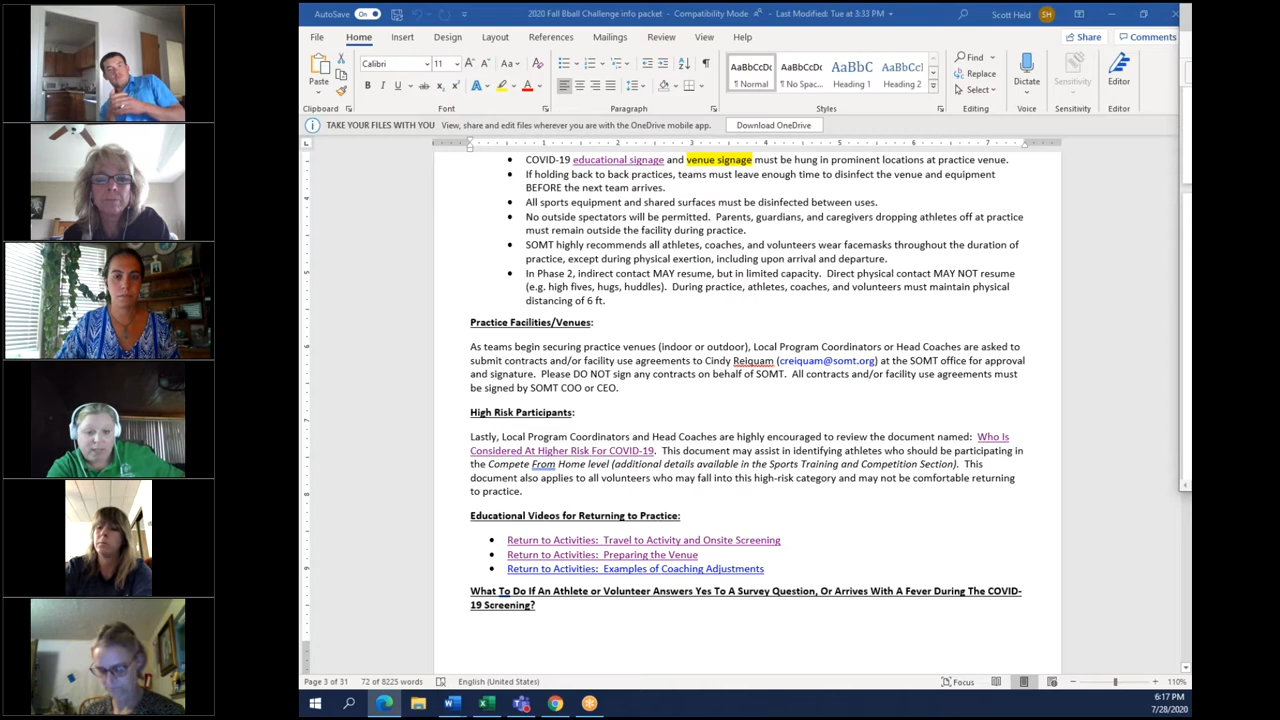 AutoSave On 2020 Fall Bball Challenge info packet - Compatibility Mode Last Modified: Tue at 3:33 PM Scott Held SH
File Home Insert Design Layout References Mailings Review View Help Share Comments
Paste Calibri 11 Aa AaBbCcDc AaBbCcDc AaBbC AaBbCcI Find Dictate Sensitivity Editor
Replace
B I U ab A ¶ Normal ¶ No Spac... Heading 1 Heading 2 Select
Clipboard Font Paragraph Styles Editing Voice Sensitivity Editor
TAKE YOUR FILES WITH YOU View, share and edit files wherever you are with the OneDrive mobile app. Download OneDrive
1 2 3 4 5 6 7
• COVID-19 educational signage and venue signage must be hung in prominent locations at practice venue.
• If holding back to back practices, teams must leave enough time to disinfect the venue and equipment
BEFORE the next team arrives.
• All sports equipment and shared surfaces must be disinfected between uses.
• No outside spectators will be permitted. Parents, guardians, and caregivers dropping athletes off at practice
must remain outside the facility during practice.
• SOMT highly recommends all athletes, coaches, and volunteers wear facemasks throughout the duration of
practice, except during physical exertion, including upon arrival and departure.
• In Phase 2, indirect contact MAY resume, but in limited capacity. Direct physical contact MAY NOT resume
(e.g. high fives, hugs, huddles). During practice, athletes, coaches, and volunteers must maintain physical
distancing of 6 ft.
Practice Facilities/Venues:
As teams begin securing practice venues (indoor or outdoor), Local Program Coordinators or Head Coaches are asked to
submit contracts and/or facility use agreements to Cindy Reiquam (creiquam@somt.org) at the SOMT office for approval
and signature. Please DO NOT sign any contracts on behalf of SOMT. All contracts and/or facility use agreements must
be signed by SOMT COO or CEO.
High Risk Participants:
Lastly, Local Program Coordinators and Head Coaches are highly encouraged to review the document named: Who Is
Considered At Higher Risk For COVID-19. This document may assist in identifying athletes who should be participating in
the Compete From Home level (additional details available in the Sports Training and Competition Section). This
document also applies to all volunteers who may fall into this high-risk category and may not be comfortable returning
to practice.
Educational Videos for Returning to Practice:
• Return to Activities: Travel to Activity and Onsite Screening
• Return to Activities: Preparing the Venue
• Return to Activities: Examples of Coaching Adjustments
What To Do If An Athlete or Volunteer Answers Yes To A Survey Question, Or Arrives With A Fever During The COVID-
19 Screening?
Page 3 of 31 72 of 8225 words English (United States) Focus 110%
6:17 PM
7/28/2020